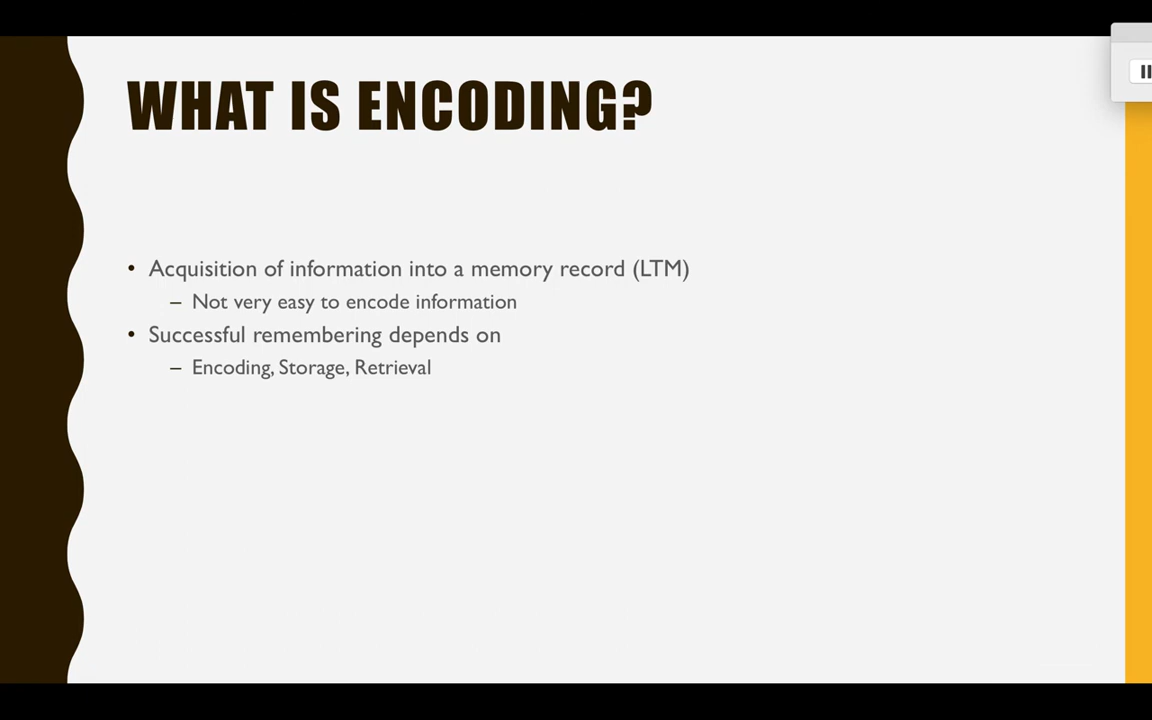 WHAT IS ENCODING?
• Acquisition of information into a memory record (LTM)
– Not very easy to encode information
• Successful remembering depends on
– Encoding, Storage, Retrieval